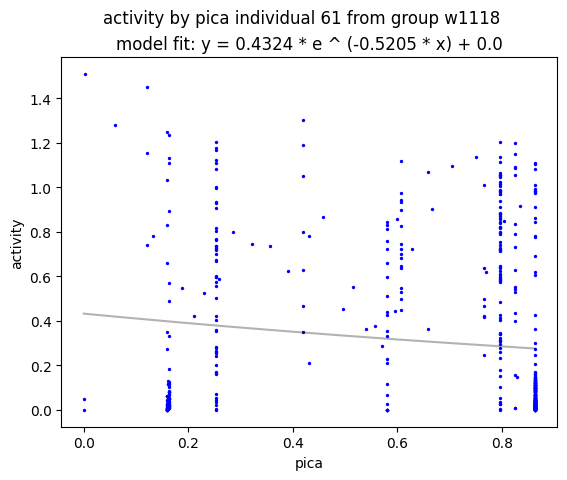 activity by pica individual 61 from group w1118
model fit: y = 0.4324 * e ^ (-0.5205 * x) + 0.0
1.4
1.2
1.0
0.8
0.6
0.4
0.2
0.0
activity
0.0 0.2 0.4 0.6 0.8
pica